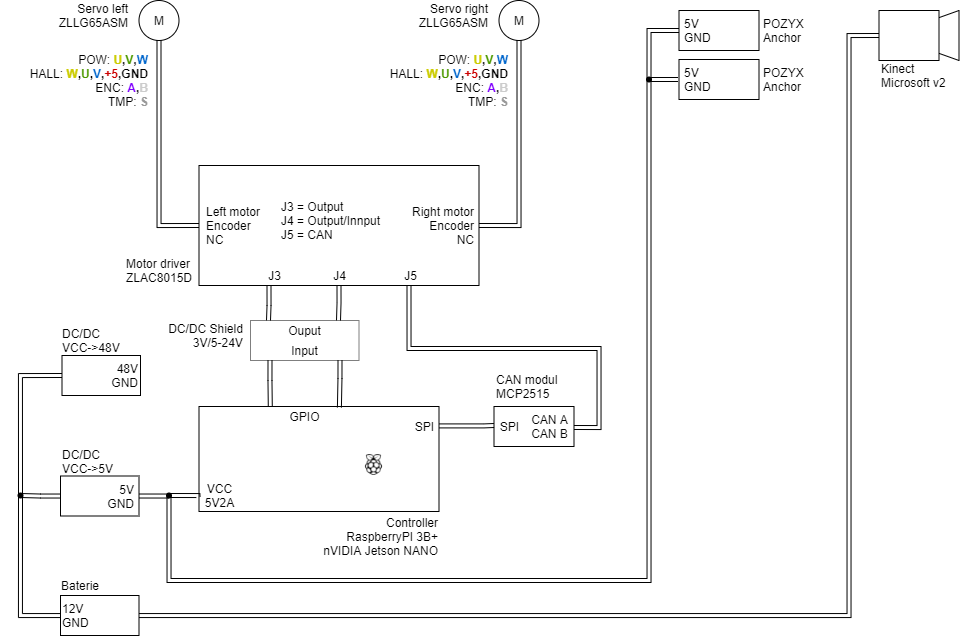 Servo left
ZLLG65ASM
M
POW: U,V,W
HALL: W,U,V,+5,GND
ENC: A,B
TMP: S
Servo right
ZLLG65ASM
M
POW: U,V,W
HALL: W,U,V,+5,GND
ENC: A,B
TMP: S
5V
GND
POZYX
Anchor
5V
GND
POZYX
Anchor
Kinect
Microsoft v2
Left motor
Encoder
NC
J3 = Output
J4 = Output/Innput
J5 = CAN
Right motor
Encoder
NC
J3
J4
J5
Motor driver
ZLAC8015D
DC/DC Shield
3V/5-24V
Ouput
Input
DC/DC
VCC->48V
48V
GND
CAN modul
MCP2515
SPI
CAN A
CAN B
GPIO
SPI
VCC
5V2A
Controller
RaspberryPI 3B+
nVIDIA Jetson NANO
DC/DC
VCC->5V
5V
GND
Baterie
12V
GND